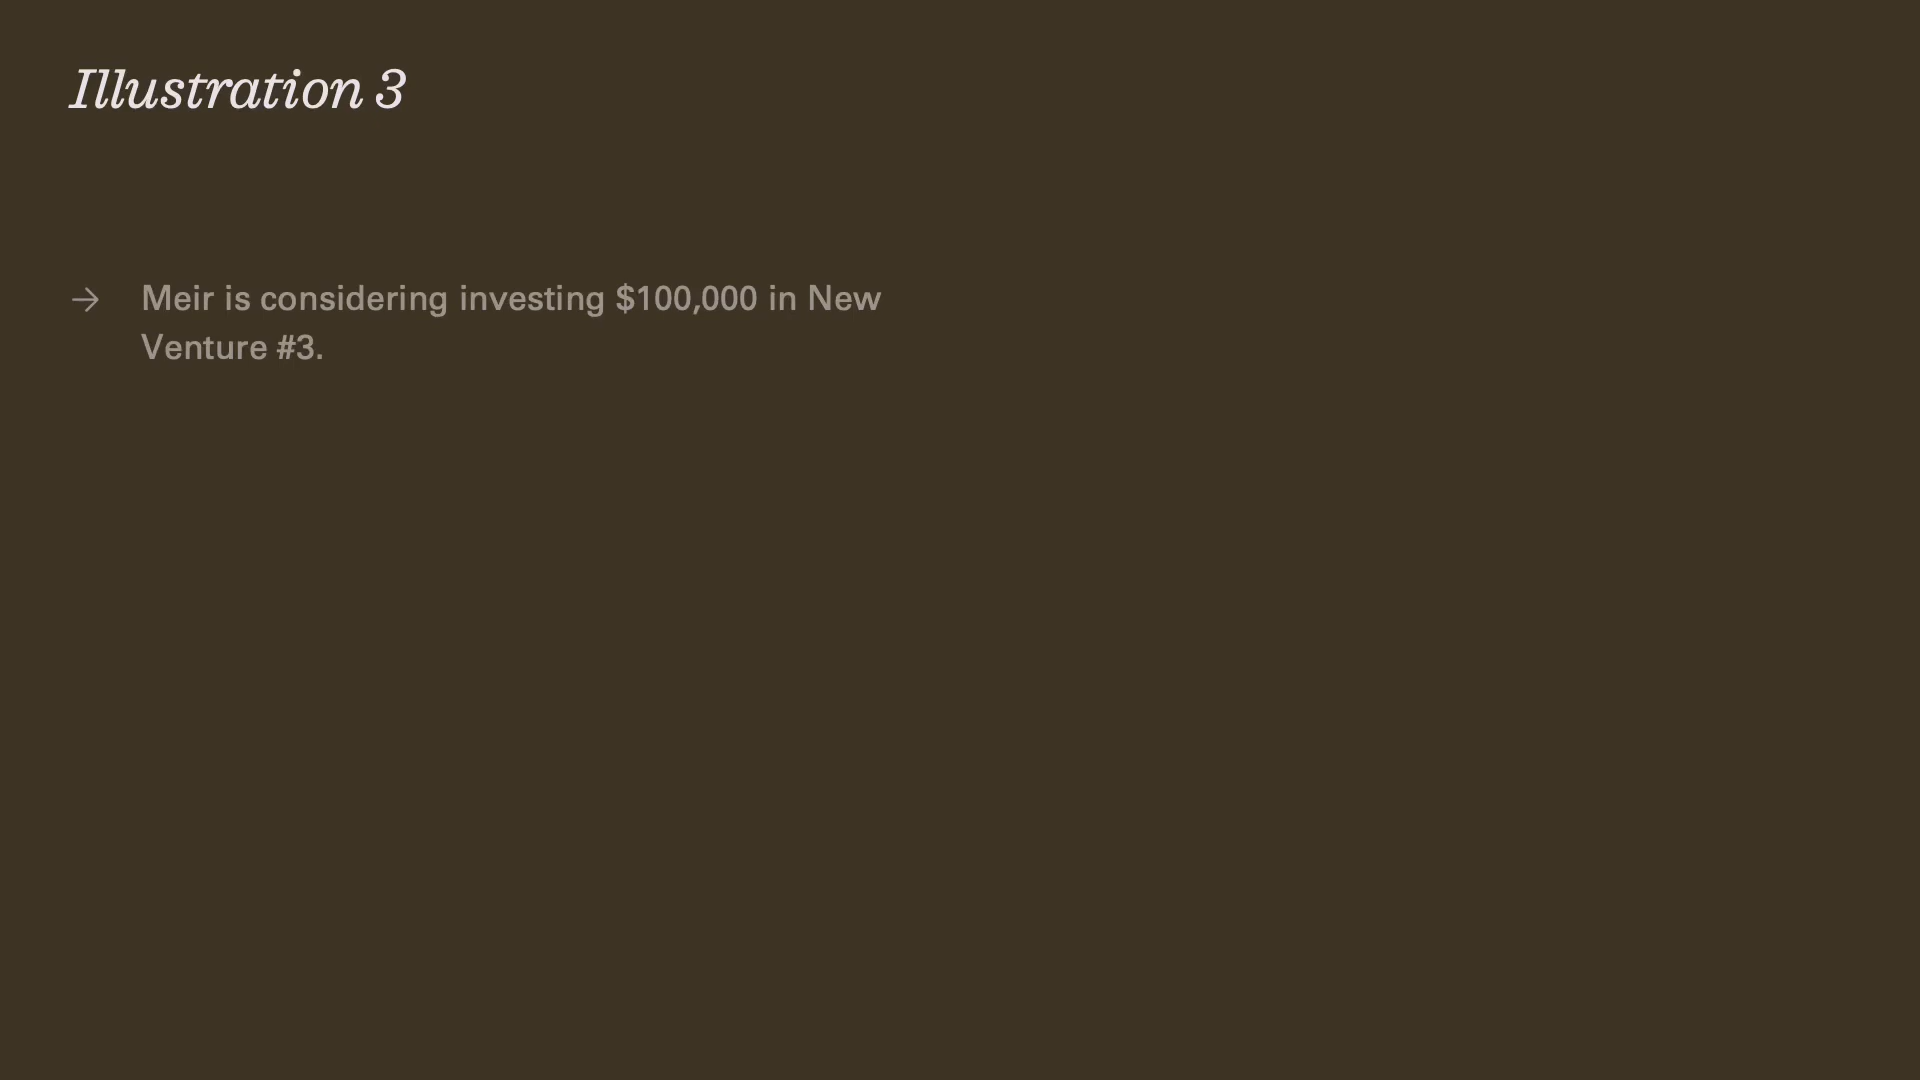 Illustration 3
→ Meir is considering investing $100,000 in New
Venture #3.